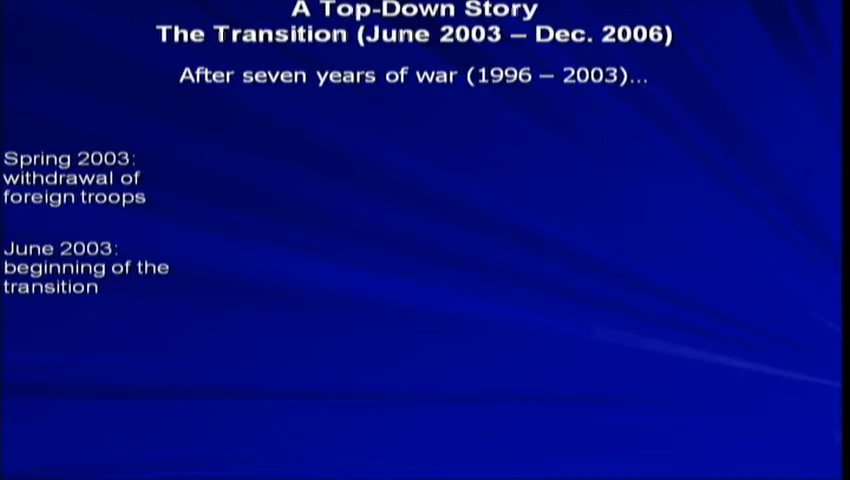 A Top-Down Story
The Transition (June 2003 – Dec. 2006)
After seven years of war (1996 – 2003)...
Spring 2003:
withdrawal of
foreign troops
June 2003:
beginning of the
transition